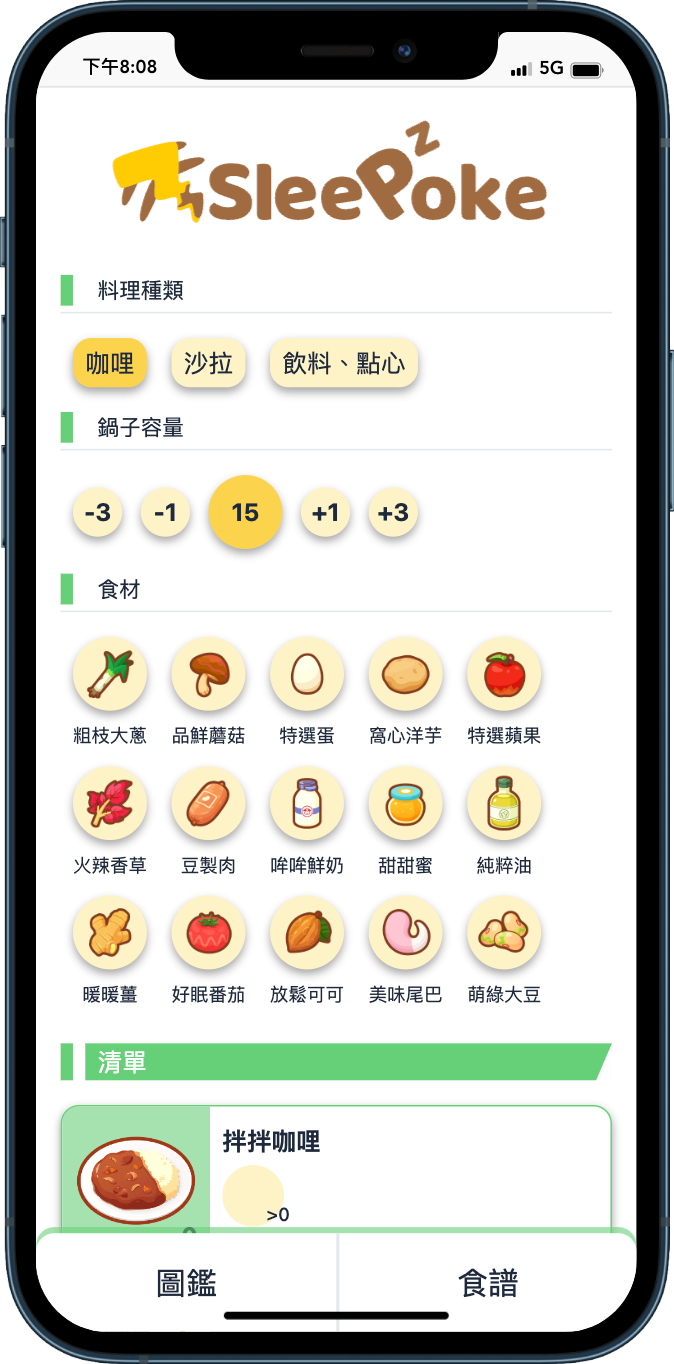 下午8:08
5G
SleePoke
z
料理種類
咖哩 沙拉 飲料、點心
鍋子容量
-3 -1 15 +1 +3
食材
粗枝大蔥 品鮮蘑菇 特選蛋 窩心洋芋 特選蘋果
火辣香草 豆製肉 哞哞鮮奶 甜甜蜜 純粹油
暖暖薑 好眠番茄 放鬆可可 美味尾巴 萌綠大豆
清單
拌拌咖哩
>0
圖鑑 食譜